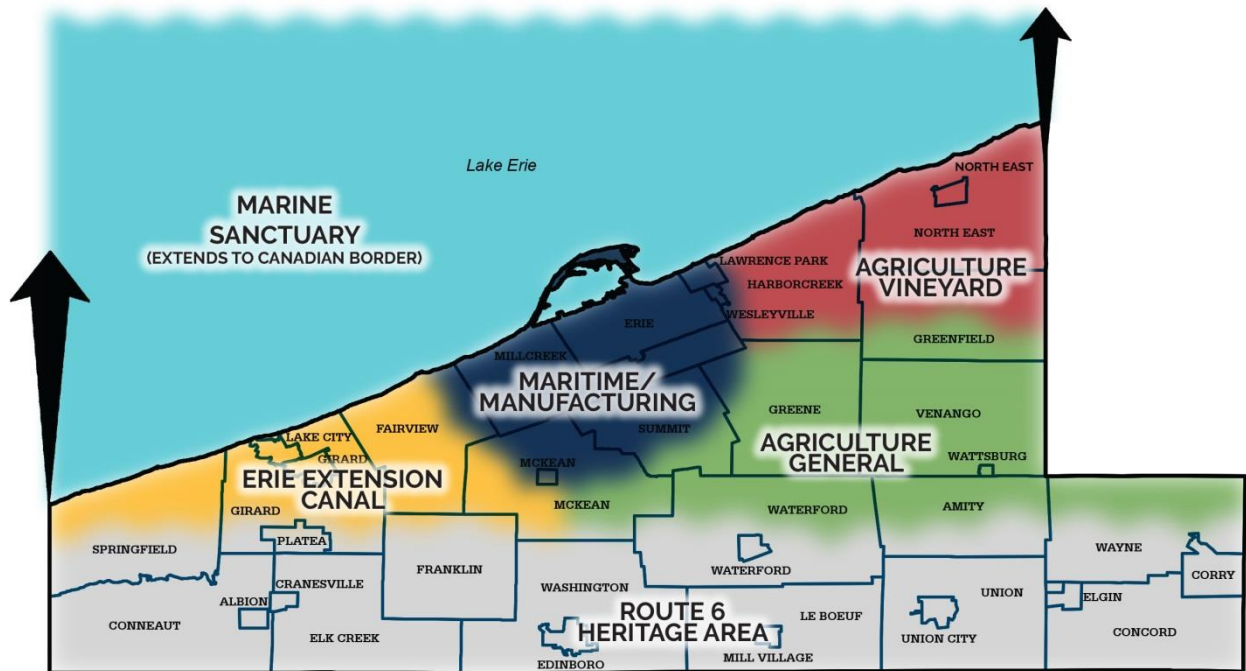 Lake Erie
MARINE
SANCTUARY
(EXTENDS TO CANADIAN BORDER)
NORTH EAST
NORTH EAST
LAWRENCE PARK
HARBORCREEK
WESLEYVILLE
AGRICULTURE
VINEYARD
ERIE
MILLCREEK
GREENFIELD
MARITIME/
MANUFACTURING
SUMMIT
GREENE
VENANGO
FAIRVIEW
LAKE CITY
GIRARD
AGRICULTURE
GENERAL
WATTSBURG
MCKEAN
ERIE EXTENSION
CANAL
GIRARD
MCKEAN
WATERFORD
AMITY
PLATEA
SPRINGFIELD
WAYNE
FRANKLIN
WATERFORD
CORRY
CRANESVILLE
WASHINGTON
UNION
ELGIN
ALBION
ROUTE 6
HERITAGE AREA
LE BOEUF
CONNEAUT
ELK CREEK
UNION CITY
CONCORD
EDINBORO
MILL VILLAGE